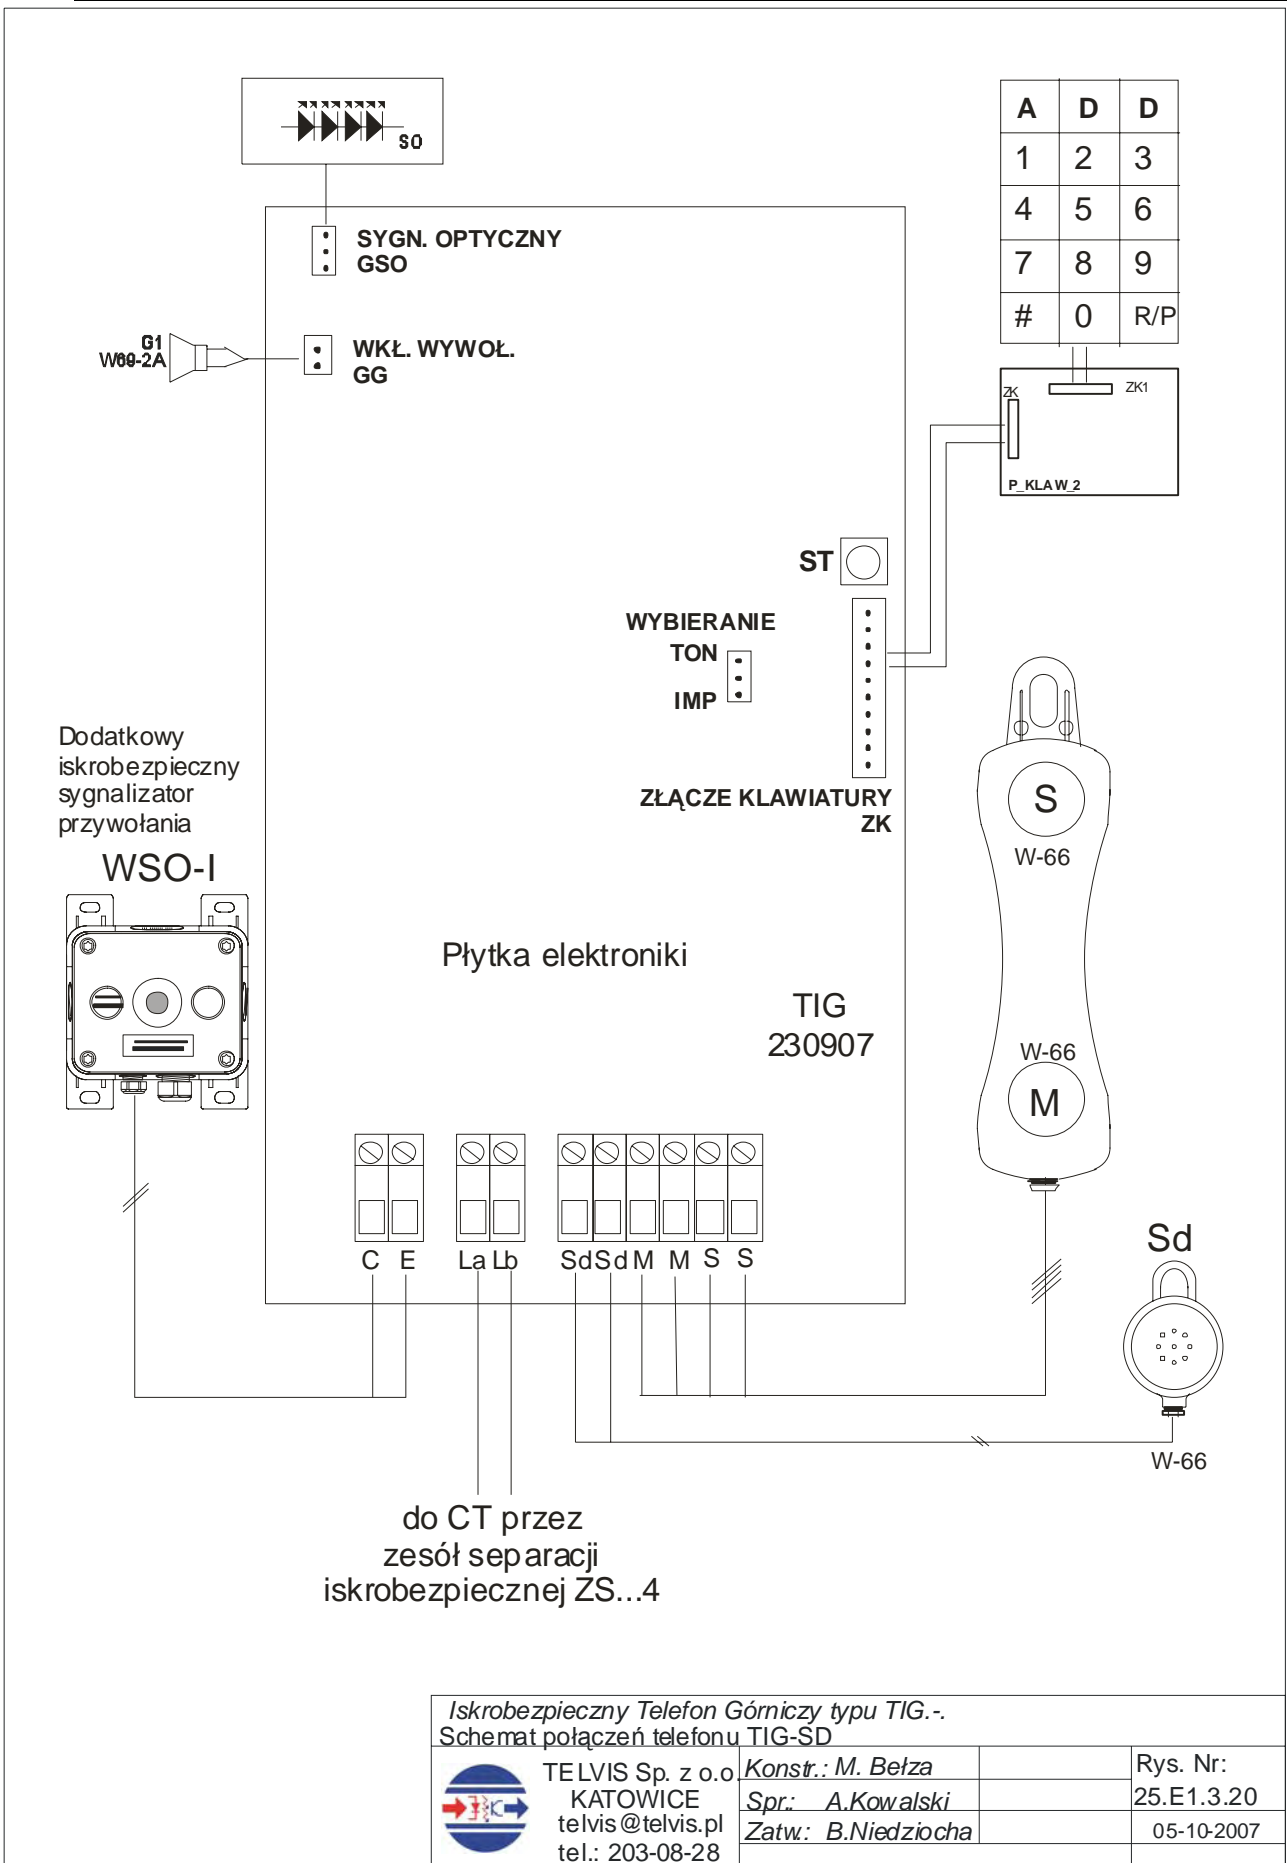 SO
A D D
1 2 3
4 5 6
7 8 9
# 0 R/P
SYGN. OPTYCZNY
GSO
G1
W69-2A
WKŁ. WYWOŁ.
GG
ZK
ZK1
P_KLAW_2
ST
WYBIERANIE
TON
IMP
ZŁĄCZE KLAWIATURY
ZK
Dodatkowy
iskrobezpieczny
sygnalizator
przywołania
WSO-I
S
W-66
Płytka elektroniki
TIG
230907
W-66
M
C E La Lb Sd Sd M M S S
Sd
W-66
do CT przez
zesół separacji
iskrobezpiecznej ZS...4
Iskrobezpieczny Telefon Górniczy typu TIG.-.
Schemat połączeń telefonu TIG-SD
TELVIS Sp. z o.o.
KATOWICE
telvis@telvis.pl
tel.: 203-08-28
Konstr.: M. Bełza
Spr.: A.Kowalski
Zatw.: B.Niedziocha
Rys. Nr:
25.E1.3.20
05-10-2007